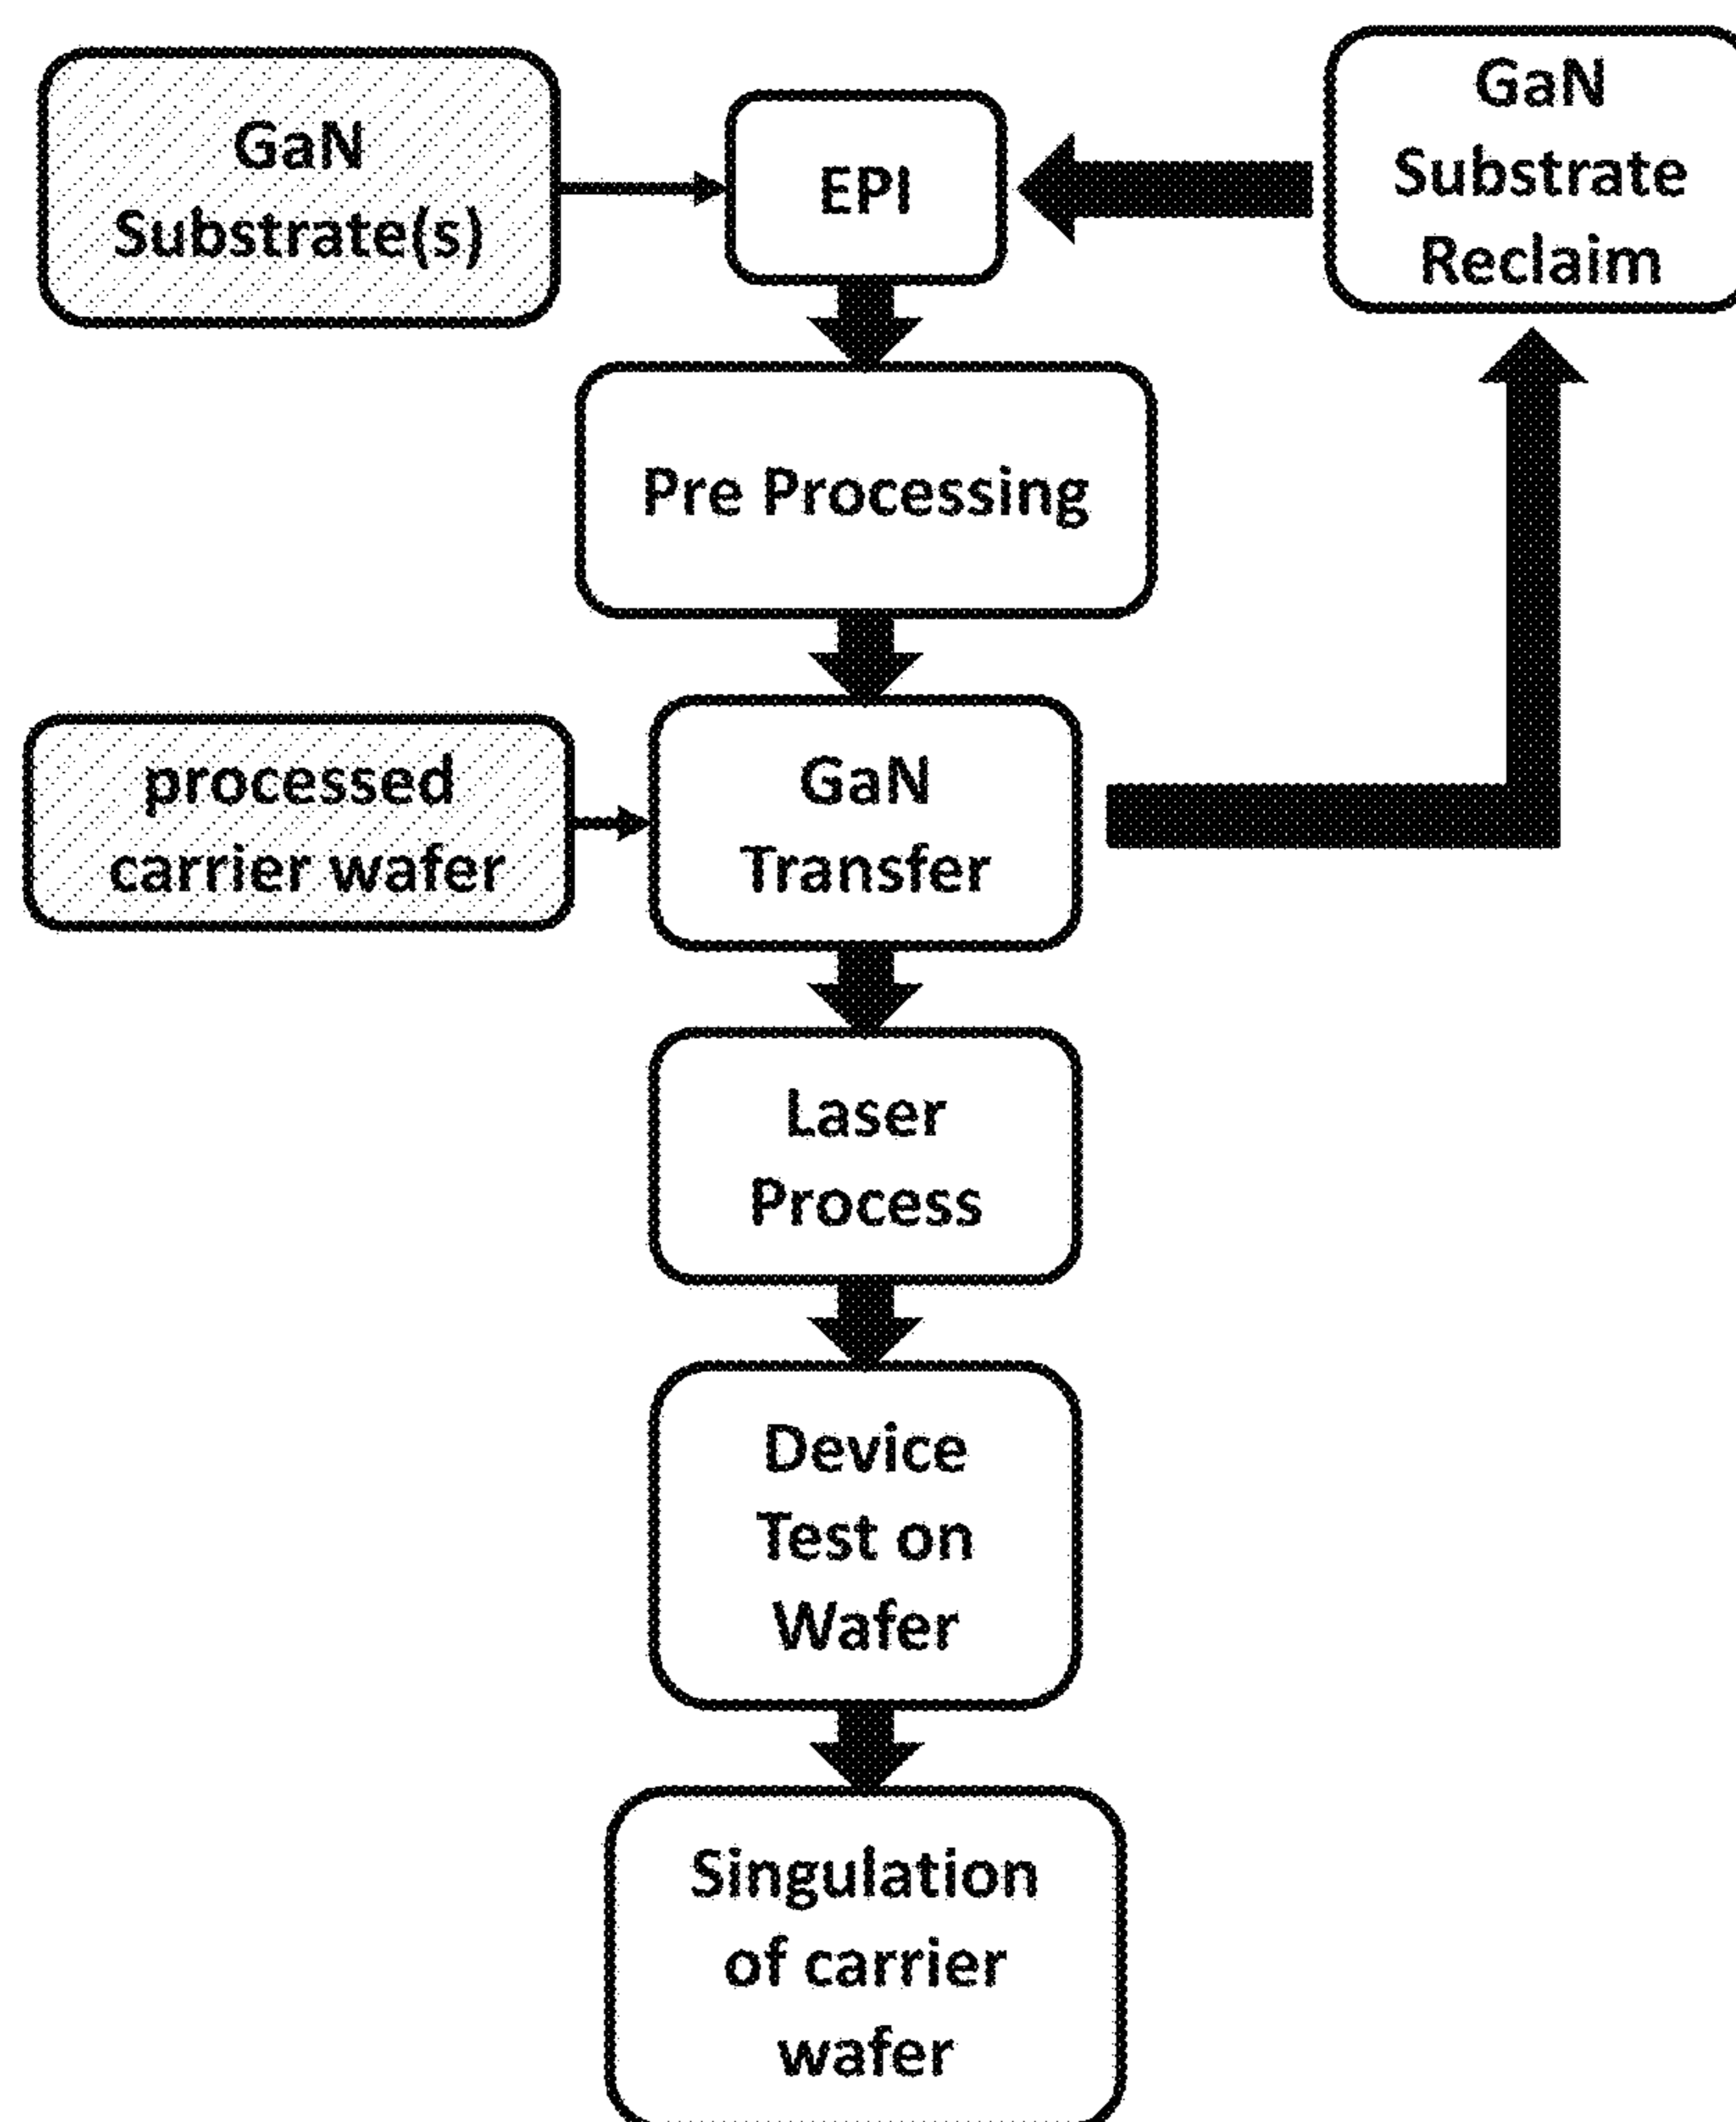 GaN
Substrate(s)
EPI
GaN
Substrate
Reclaim
Pre Processing
processed
carrier wafer
GaN
Transfer
Laser
Process
Device
Test on
Wafer
Singulation
of carrier
wafer